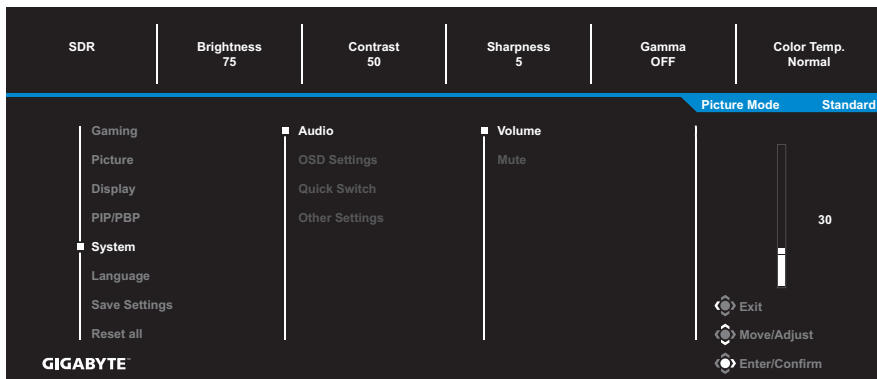 SDR
Brightness
75
Contrast
50
Sharpness
5
Gamma
OFF
Color Temp.
Normal
Picture Mode Standard
Gaming
Picture
Display
PIP/PBP
System
Language
Save Settings
Reset all
Audio
OSD Settings
Quick Switch
Other Settings
Volume
Mute
30
Exit
Move/Adjust
Enter/Confirm
GIGABYTE™